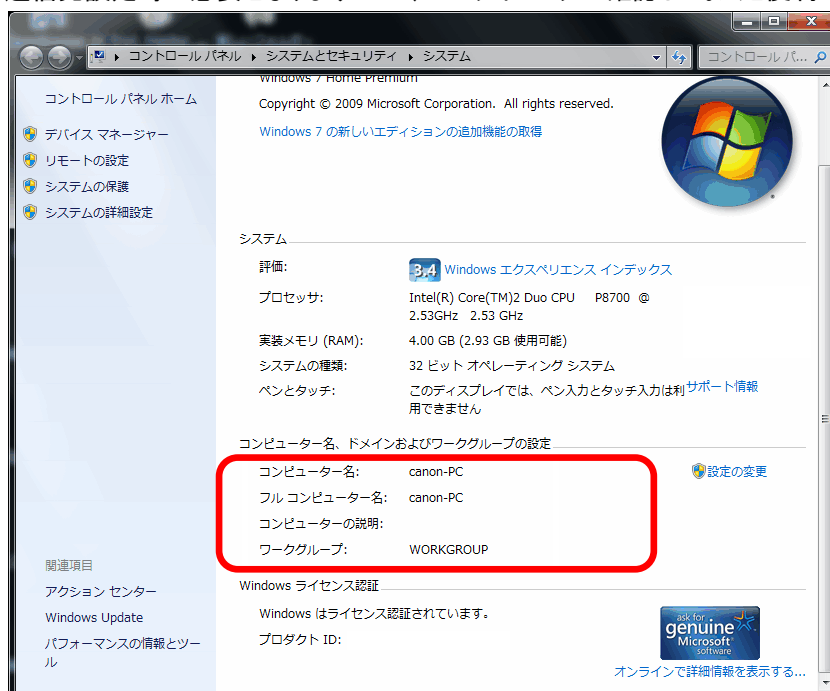 コントロール パネル ▸ システムとセキュリティ ▸ システム
コントロール パ...
コントロール パネル ホーム
デバイス マネージャー
リモートの設定
システムの保護
システムの詳細設定
Windows 7 Home Premium
Copyright © 2009 Microsoft Corporation. All rights reserved.
Windows 7 の新しいエディションの追加機能の取得
システム
評価:
3.4 Windows エクスペリエンス インデックス
プロセッサ:
Intel(R) Core(TM)2 Duo CPU P8700 @
2.53GHz 2.53 GHz
実装メモリ (RAM):
4.00 GB (2.93 GB 使用可能)
システムの種類:
32 ビット オペレーティング システム
ペンとタッチ:
このディスプレイでは、ペン入力とタッチ入力は利
用できません
サポート情報
コンピューター名、ドメインおよびワークグループの設定
コンピューター名:
canon-PC
設定の変更
フル コンピューター名:
canon-PC
コンピューターの説明:
ワークグループ:
WORKGROUP
Windows ライセンス認証
Windows はライセンス認証されています。
プロダクト ID:
ask for
genuine
Microsoft
software
オンラインで詳細情報を表示する...
関連項目
アクション センター
Windows Update
パフォーマンスの情報とツー
ル